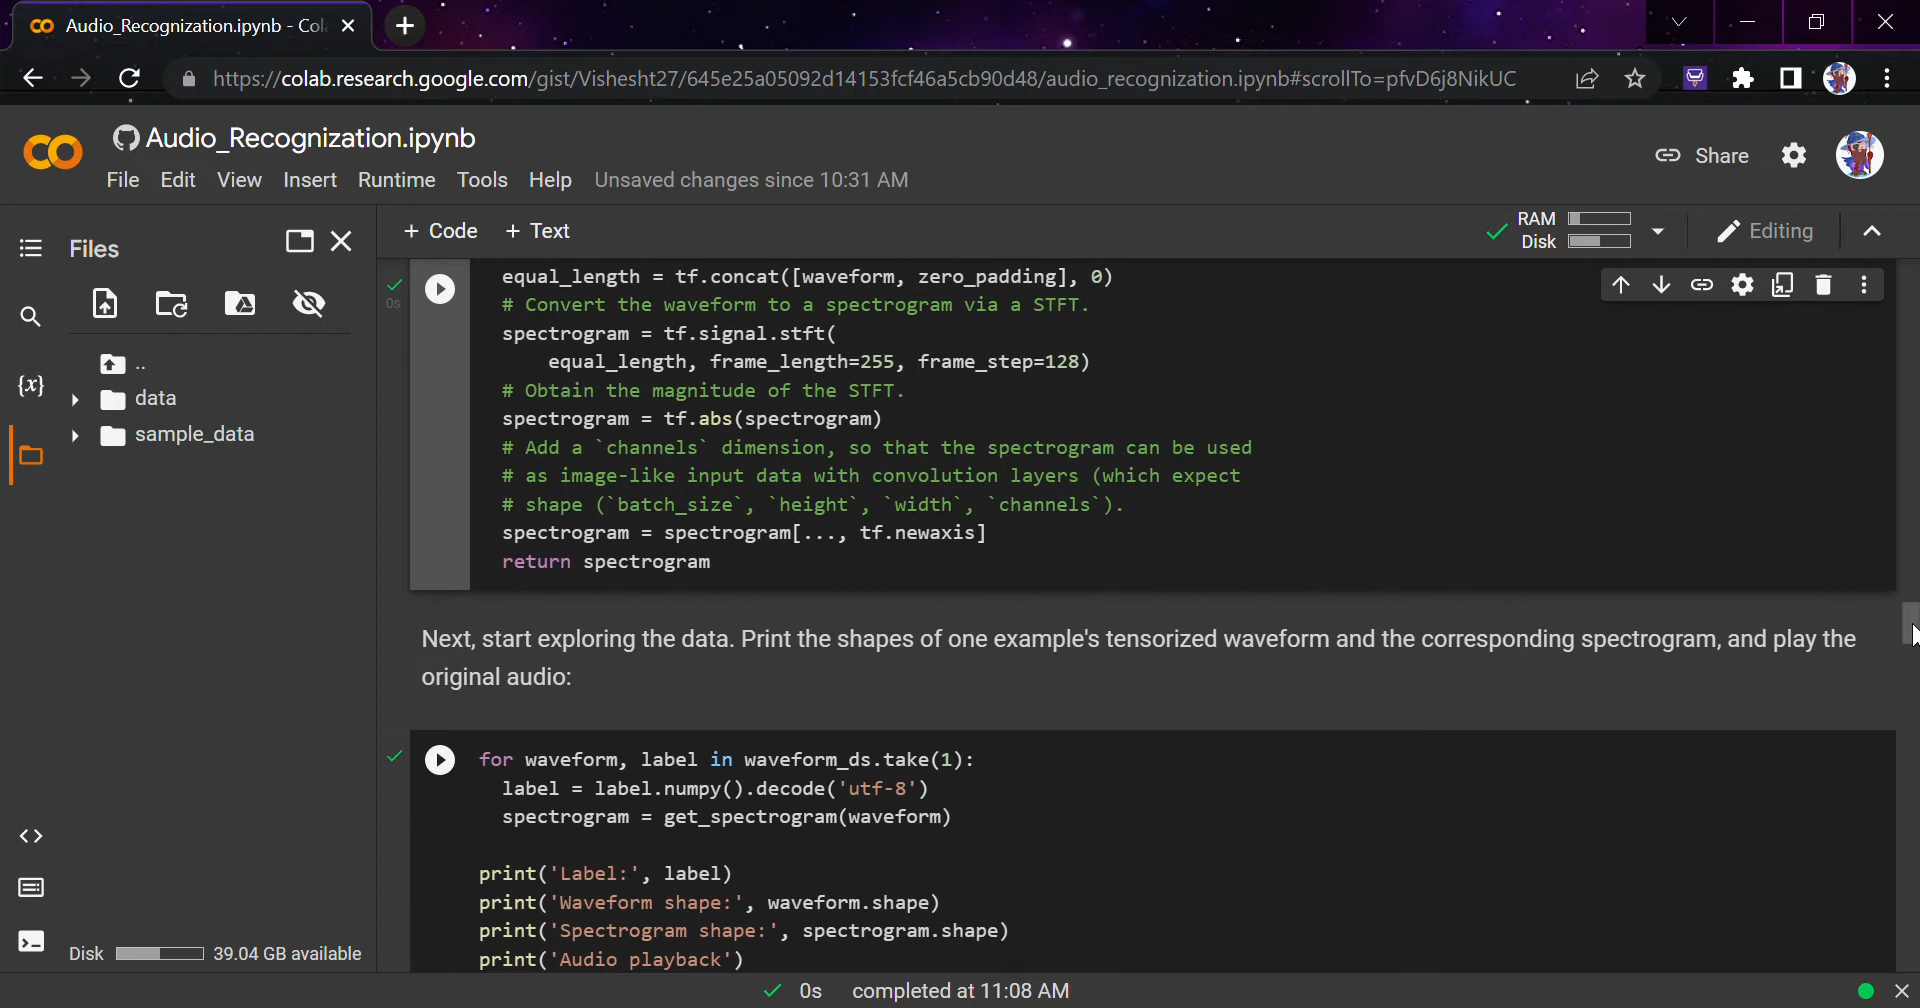 Audio_Recognization.ipynb - Col
https://colab.research.google.com/gist/Vishesht27/645e25a05092d14153fcf46a5cb90d48/audio_recognization.ipynb#scrollTo=pfvD6j8NikUC
Audio_Recognization.ipynb
File Edit View Insert Runtime Tools Help Unsaved changes since 10:31 AM
Share
Files
+ Code + Text
RAM
Disk
Editing
..
data
sample_data
Disk 39.04 GB available
0s
equal_length = tf.concat([waveform, zero_padding], 0)
# Convert the waveform to a spectrogram via a STFT.
spectrogram = tf.signal.stft(
equal_length, frame_length=255, frame_step=128)
# Obtain the magnitude of the STFT.
spectrogram = tf.abs(spectrogram)
# Add a `channels` dimension, so that the spectrogram can be used
# as image-like input data with convolution layers (which expect
# shape (`batch_size`, `height`, `width`, `channels`).
spectrogram = spectrogram[..., tf.newaxis]
return spectrogram
Next, start exploring the data. Print the shapes of one example's tensorized waveform and the corresponding spectrogram, and play the
original audio:
for waveform, label in waveform_ds.take(1):
label = label.numpy().decode('utf-8')
spectrogram = get_spectrogram(waveform)
print('Label:', label)
print('Waveform shape:', waveform.shape)
print('Spectrogram shape:', spectrogram.shape)
print('Audio playback')
0s completed at 11:08 AM